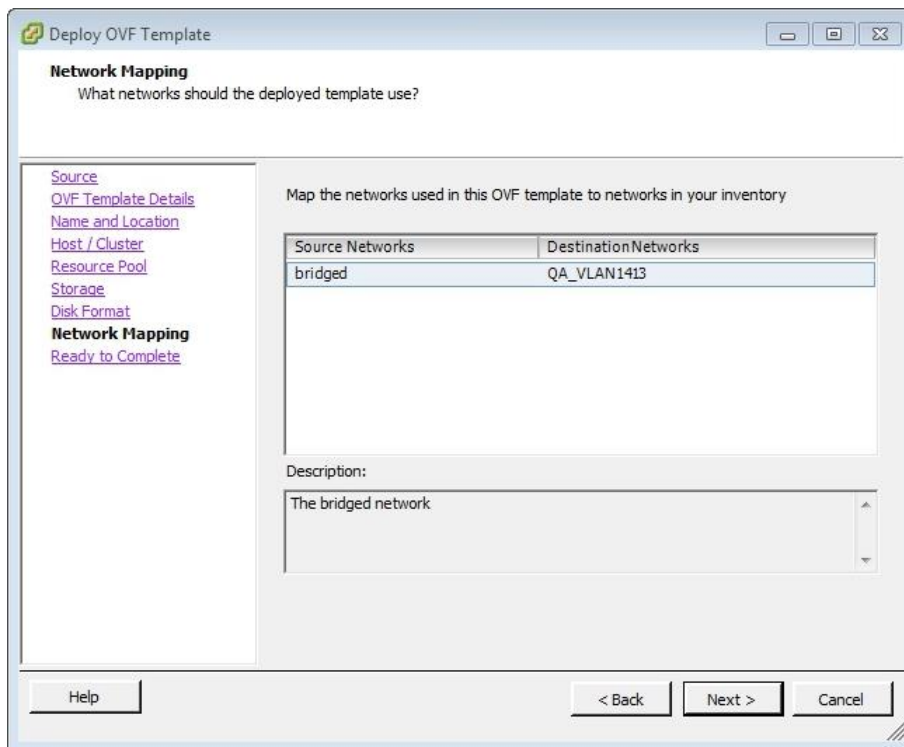 Deploy OVF Template
Network Mapping
What networks should the deployed template use?
Source
OVF Template Details
Name and Location
Host / Cluster
Resource Pool
Storage
Disk Format
Network Mapping
Ready to Complete
Map the networks used in this OVF template to networks in your inventory
Source Networks DestinationNetworks
bridged QA_VLAN1413
Description:
The bridged network
Help < Back Next > Cancel